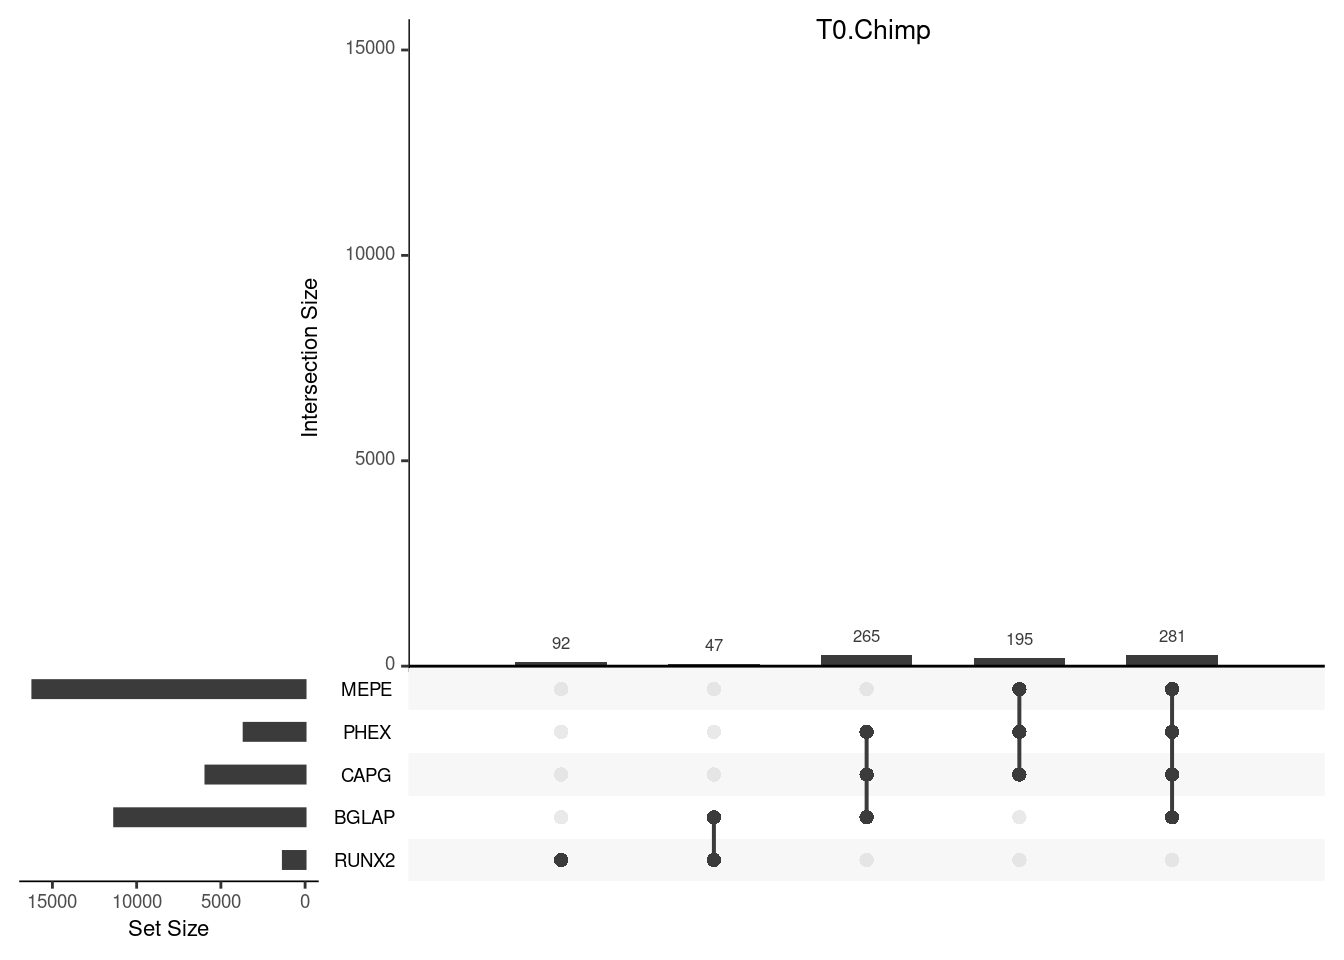 T0.Chimp
15000
10000
5000
0
Intersection Size
92
47
265
195
281
MEPE
PHEX
CAPG
BGLAP
RUNX2
15000 10000 5000 0
Set Size